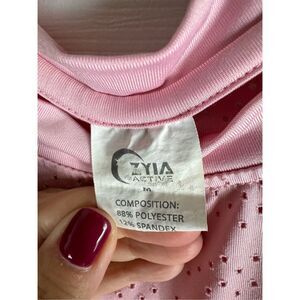 ZYIA
ACTIVE
M
COMPOSITION:
88% POLYESTER
12% SPANDEX